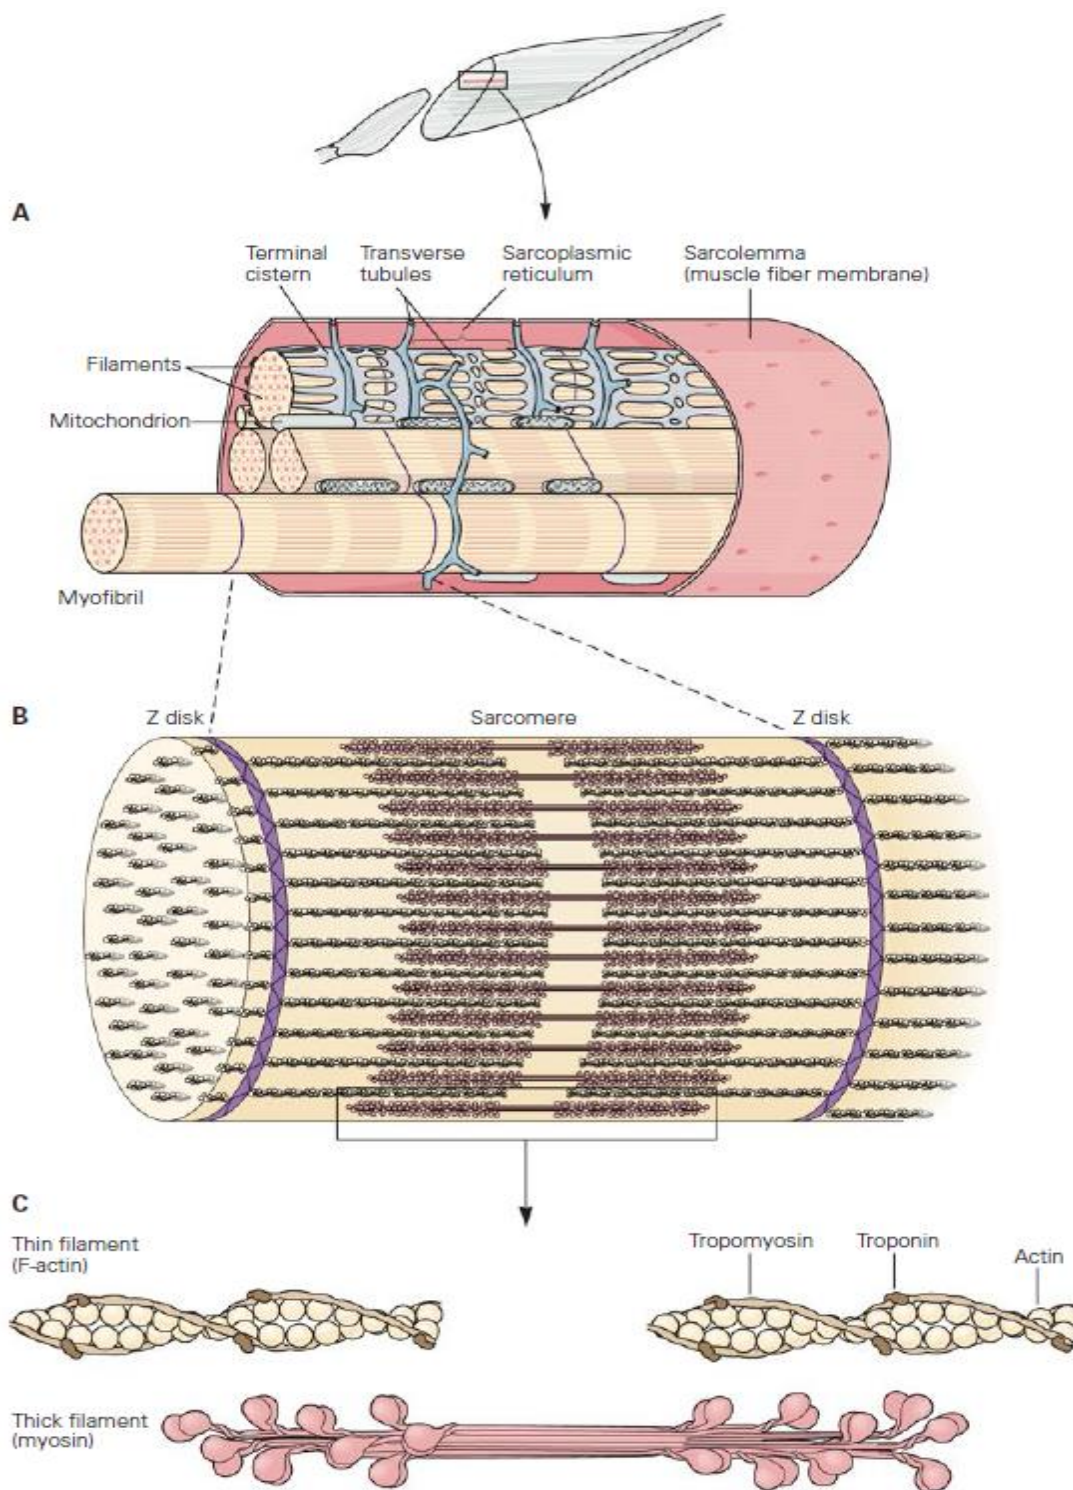 A
Terminal
cistern
Transverse
tubules
Sarcoplasmic
reticulum
Sarcolemma
(muscle fiber membrane)
Filaments
Mitochondrion
Myofibril
B
Z disk
Sarcomere
Z disk
C
Thin filament
(F-actin)
Tropomyosin
Troponin
Actin
Thick filament
(myosin)